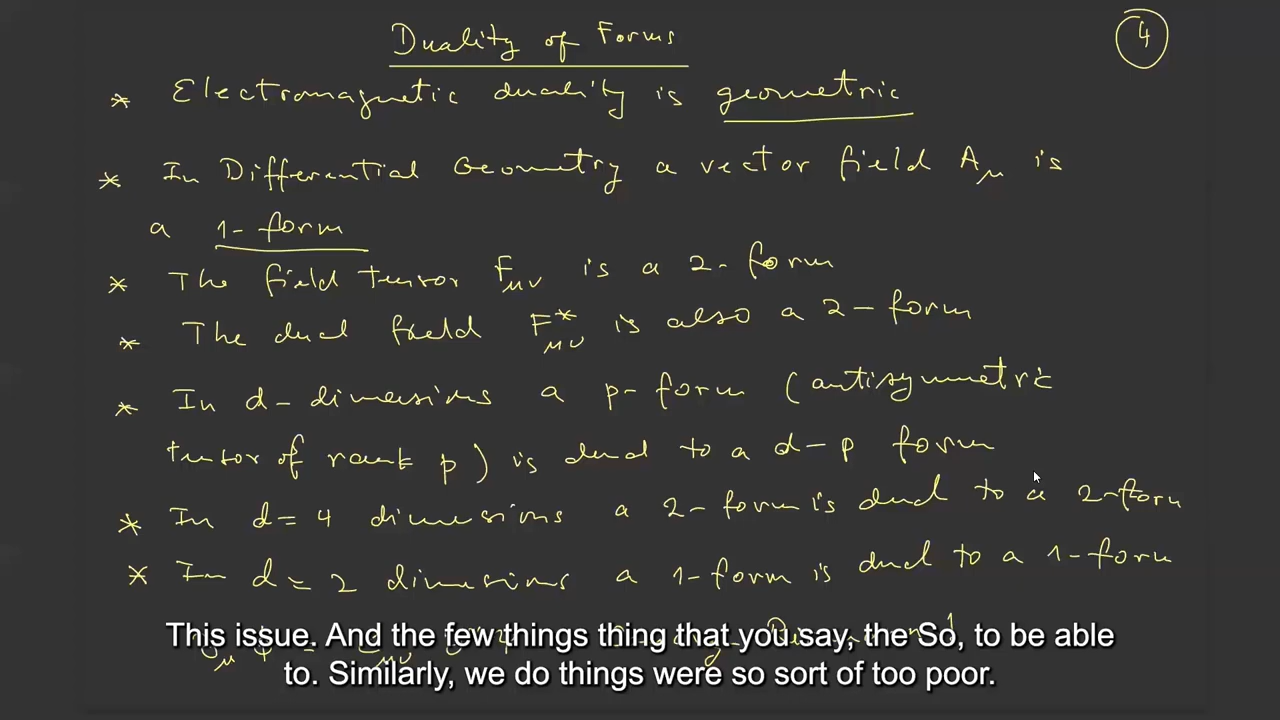 Duality of Forms
4
* Electromagnetic duality is geometric
* In Differential Geometry a vector field Aμ is
a 1-form
* The field tensor Fμν is a 2-form
* The dual field F*μν is also a 2-form
* In d-dimensions a p-form (antisymmetric
tensor of rank p) is dual to a d-p form
* In d=4 dimensions a 2-form is dual to a 2-form
* In d=2 dimensions a 1-form is dual to a 1-form
This issue. And the few things thing that you say, the So, to be able
to. Similarly, we do things were so sort of too poor.